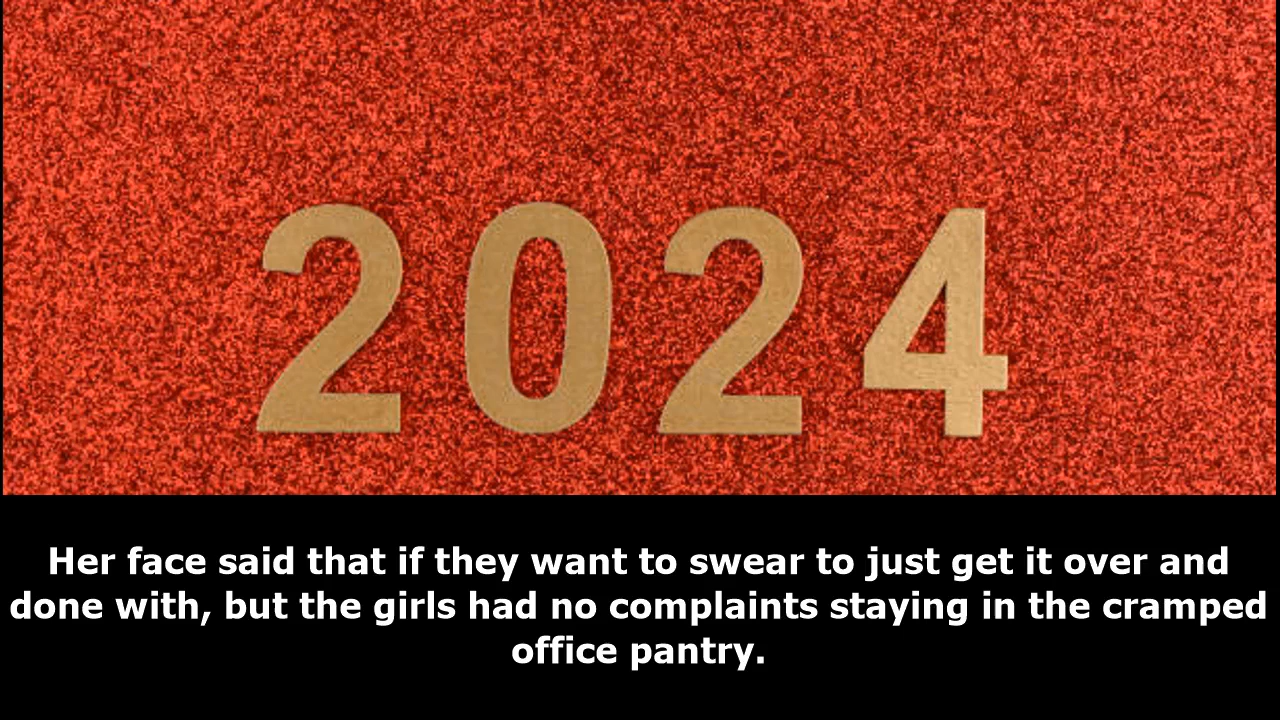 2024
Her face said that if they want to swear to just get it over and
done with, but the girls had no complaints staying in the cramped
office pantry.